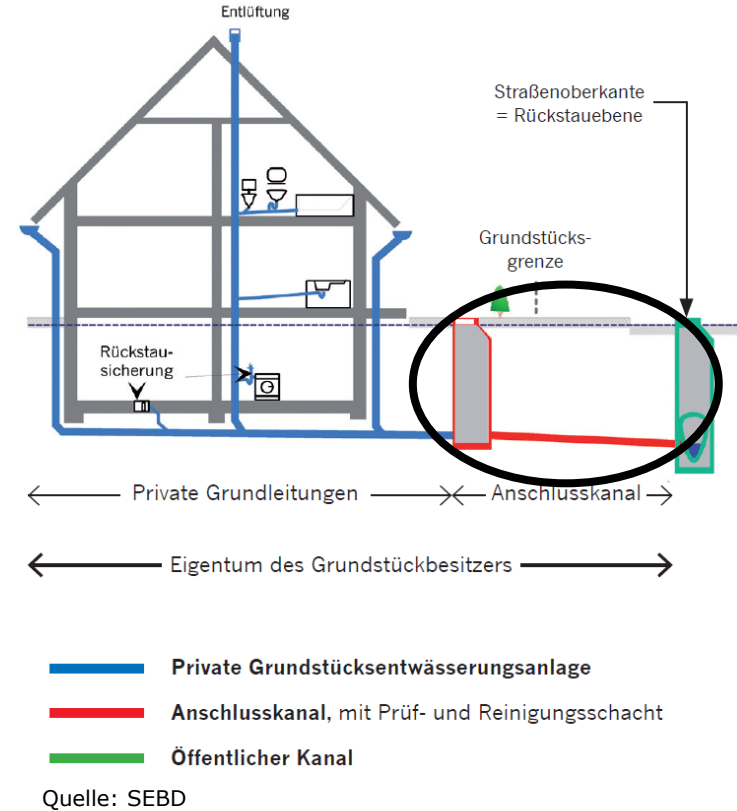 Entlüftung
Straßenoberkante
= Rückstauebene
Grundstücks-
grenze
Rückstau-
sicherung
Private Grundleitungen
Anschlusskanal
Eigentum des Grundstückbesitzers
Private Grundstücksentwässerungsanlage
Anschlusskanal, mit Prüf- und Reinigungsschacht
Öffentlicher Kanal
Quelle: SEBD